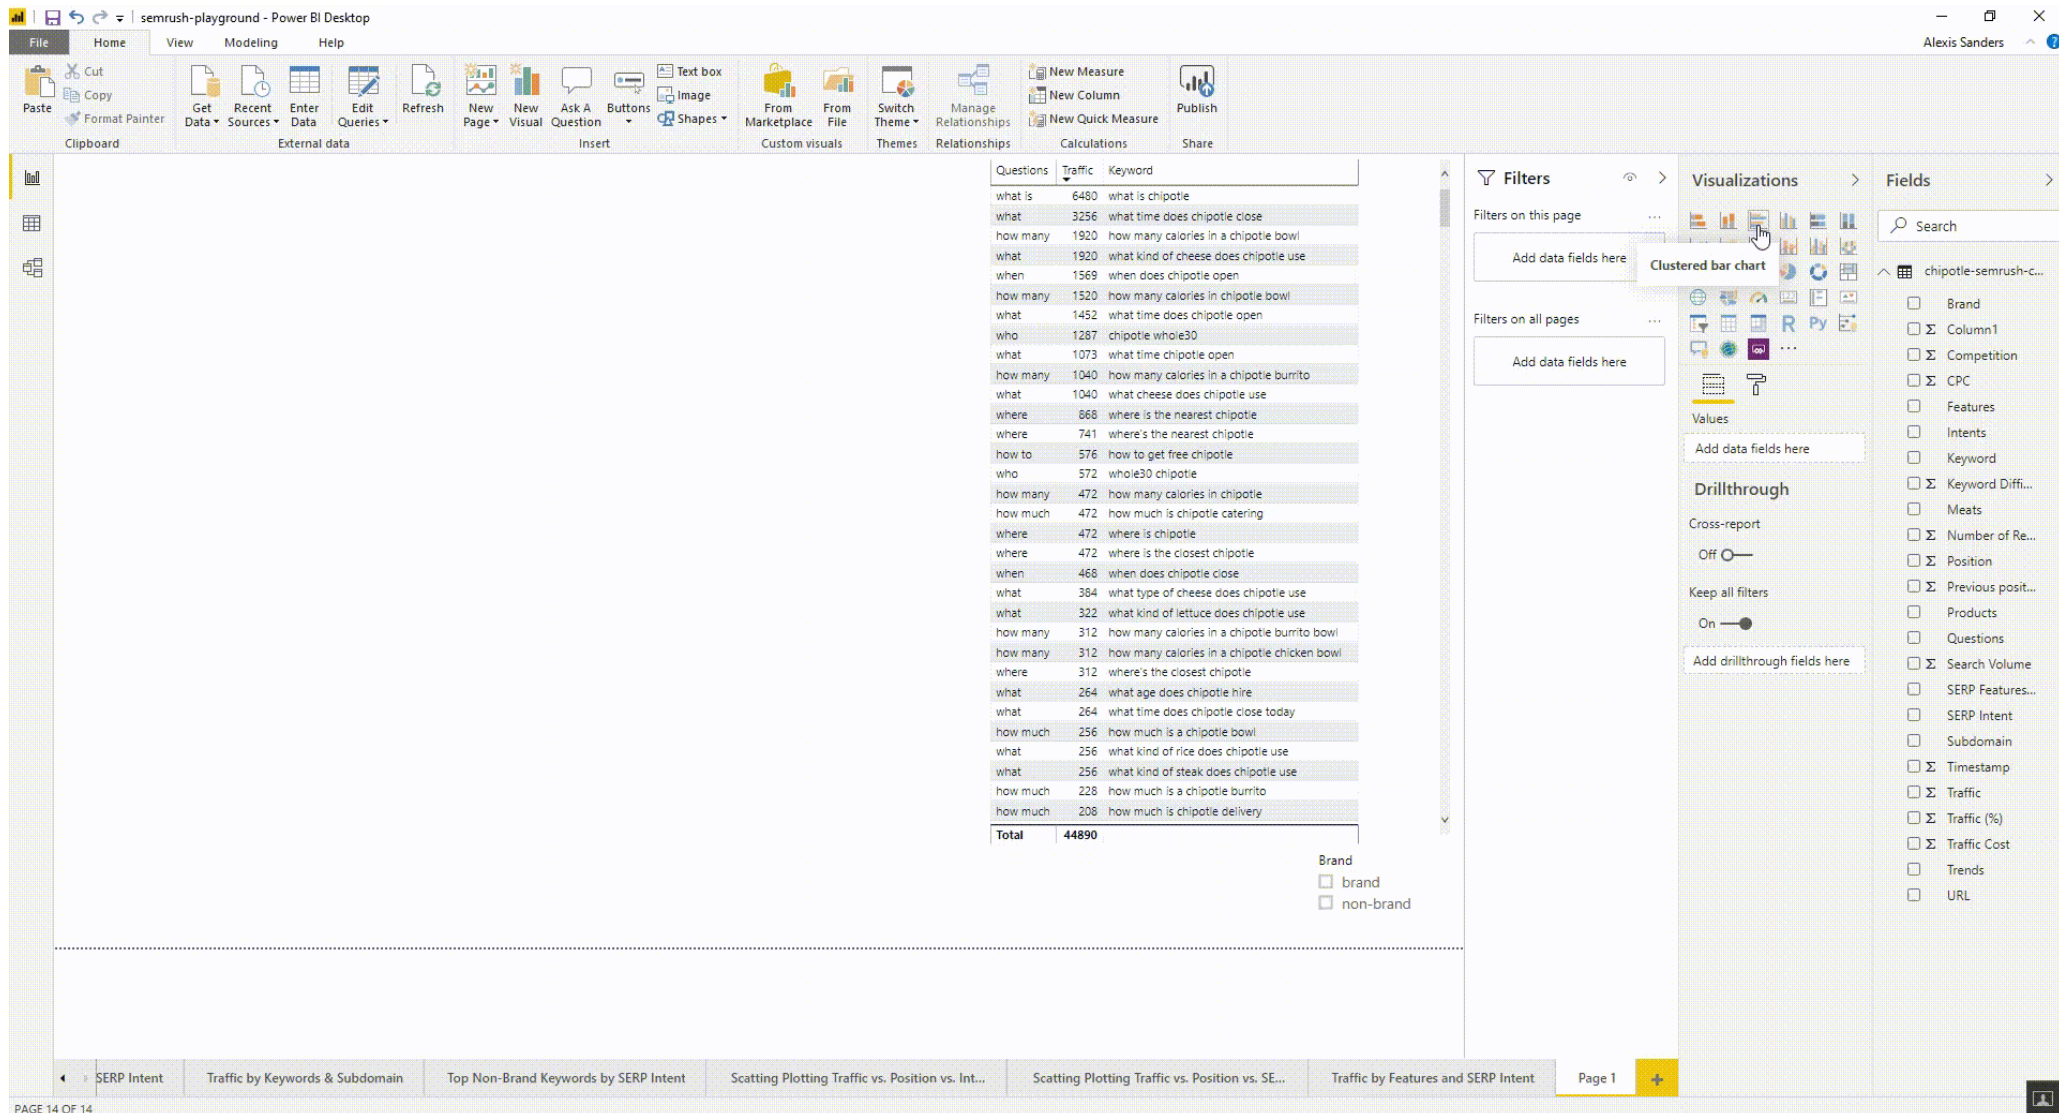 semrush-playground - Power BI Desktop
File Home View Modeling Help Alexis Sanders
Paste
Cut
Copy
Format Painter
Clipboard
Get Data
Recent Sources
Enter Data
Edit Queries
Refresh
External data
New Page
New Visual
Ask A Question
Buttons
Text box
Image
Shapes
Insert
From Marketplace
From File
Custom visuals
Switch Theme
Themes
Manage Relationships
Relationships
New Measure
New Column
New Quick Measure
Calculations
Publish
Share
Questions Traffic Keyword
what is 6480 what is chipotle
what 3256 what time does chipotle close
how many 1920 how many calories in a chipotle bowl
what 1920 what kind of cheese does chipotle use
when 1569 when does chipotle open
how many 1520 how many calories in chipotle bowl
what 1452 what time does chipotle open
who 1287 chipotle whole30
what 1073 what time chipotle open
how many 1040 how many calories in a chipotle burrito
what 1040 what cheese does chipotle use
where 868 where is the nearest chipotle
where 741 where's the nearest chipotle
how to 576 how to get free chipotle
who 572 whole30 chipotle
how many 472 how many calories in chipotle
how much 472 how much is chipotle catering
where 472 where is chipotle
where 472 where is the closest chipotle
when 468 when does chipotle close
what 384 what type of cheese does chipotle use
what 322 what kind of lettuce does chipotle use
how many 312 how many calories in a chipotle burrito bowl
how many 312 how many calories in a chipotle chicken bowl
where 312 where's the closest chipotle
what 264 what age does chipotle hire
what 264 what time does chipotle close today
how much 256 how much is a chipotle bowl
what 256 what kind of rice does chipotle use
what 256 what kind of steak does chipotle use
how much 228 how much is a chipotle burrito
how much 208 how much is chipotle delivery
Total 44890
Brand
brand
non-brand
Filters
Filters on this page ...
Add data fields here
Filters on all pages ...
Add data fields here
Visualizations
Clustered bar chart
R Py
...
Values
Add data fields here
Drillthrough
Cross-report
Off
Keep all filters
On
Add drillthrough fields here
Fields
Search
chipotle-semrush-c...
Brand
Σ Column1
Σ Competition
Σ CPC
Features
Intents
Keyword
Σ Keyword Diffi...
Meats
Σ Number of Re...
Σ Position
Σ Previous posit...
Products
Questions
Σ Search Volume
SERP Features...
SERP Intent
Subdomain
Σ Timestamp
Σ Traffic
Σ Traffic (%)
Σ Traffic Cost
Trends
URL
SERP Intent
Traffic by Keywords & Subdomain
Top Non-Brand Keywords by SERP Intent
Scatting Plotting Traffic vs. Position vs. Int...
Scatting Plotting Traffic vs. Position vs. SE...
Traffic by Features and SERP Intent
Page 1
+
PAGE 14 OF 14